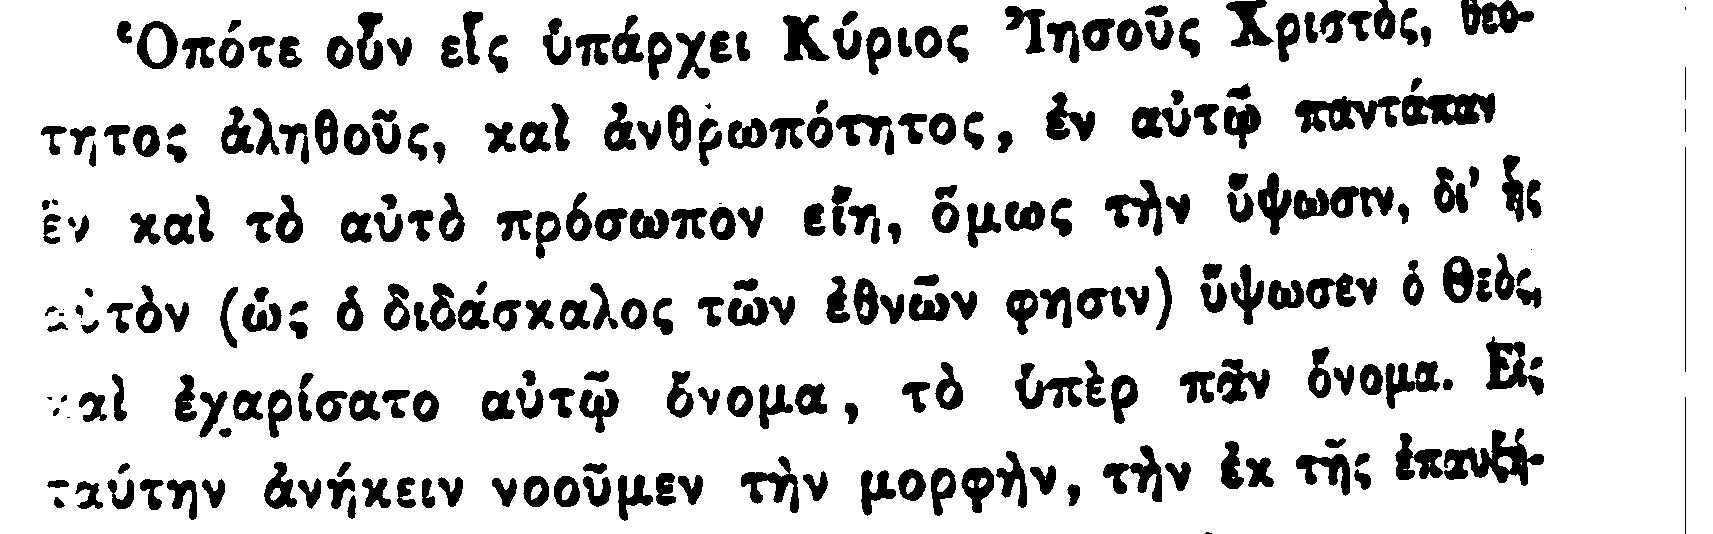 Ὁπότε οὖν εἷς ὑπάρχει Κύριος Ἰησοῦς Χριστὸς, θεό-
τητος ἀληθοῦς, καὶ ἀνθρωπότητος, ἐν αὐτῷ παντάπαν
ἓν καὶ τὸ αὐτὸ πρόσωπον εἴη, ὅμως τὴν ὕψωσιν, δι’ ἧς
αὐτὸν (ὡς ὁ διδάσκαλος τῶν ἐθνῶν φησιν) ὕψωσεν ὁ Θεὸς,
καὶ ἐχαρίσατο αὐτῷ ὄνομα, τὸ ὑπὲρ πᾶν ὄνομα. Εἰς
ταύτην ἀνήκειν νοοῦμεν τὴν μορφὴν, τὴν ἐκ τῆς ἐπαυξή-